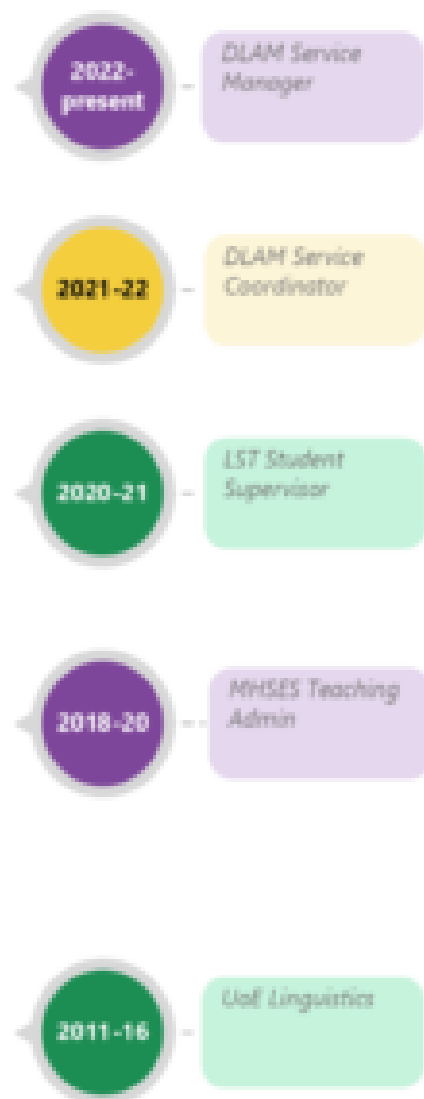 2022-
present
DLAM Service
Manager
2021-22
DLAM Service
Coordinator
2020-21
LST Student
Supervisor
2018-20
MHSES Teaching
Admin
2011-16
UoE Linguistics